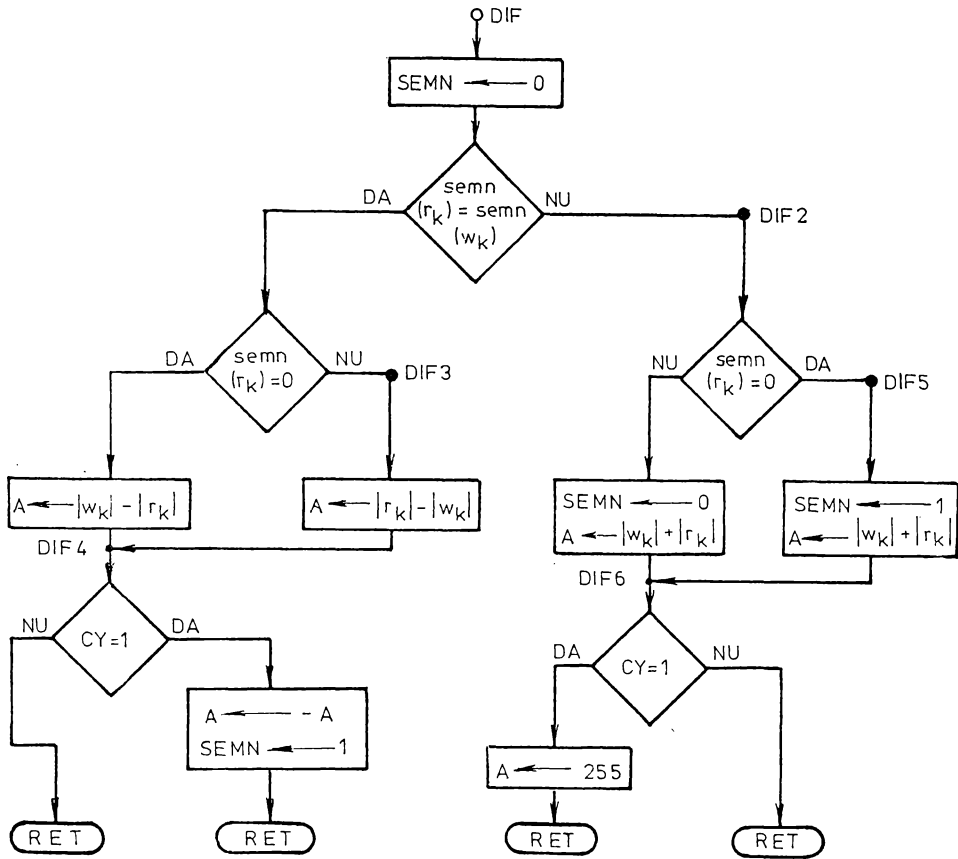 DIF
SEMN ← 0
semn
(rk) = semn
(wk)
DA
NU
DIF2
semn
(rk) = 0
DA
NU
DIF3
semn
(rk) = 0
NU
DA
DIF5
A ← |wk| - |rk|
A ← |rk| - |wk|
SEMN ← 0
A ← |wk| + |rk|
SEMN ← 1
A ← |wk| + |rk|
DIF4
DIF6
CY=1
NU
DA
CY=1
DA
NU
A ← - A
SEMN ← 1
A ← 255
RET
RET
RET
RET